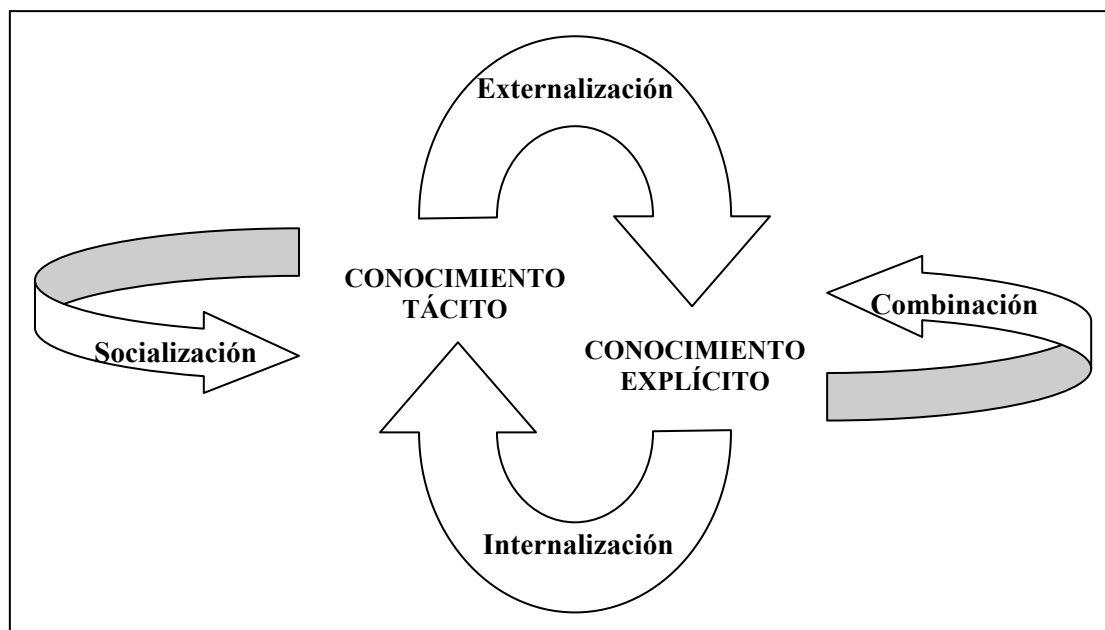 Externalización
CONOCIMIENTO
TÁCITO
Combinación
Socialización
CONOCIMIENTO
EXPLÍCITO
Internalización